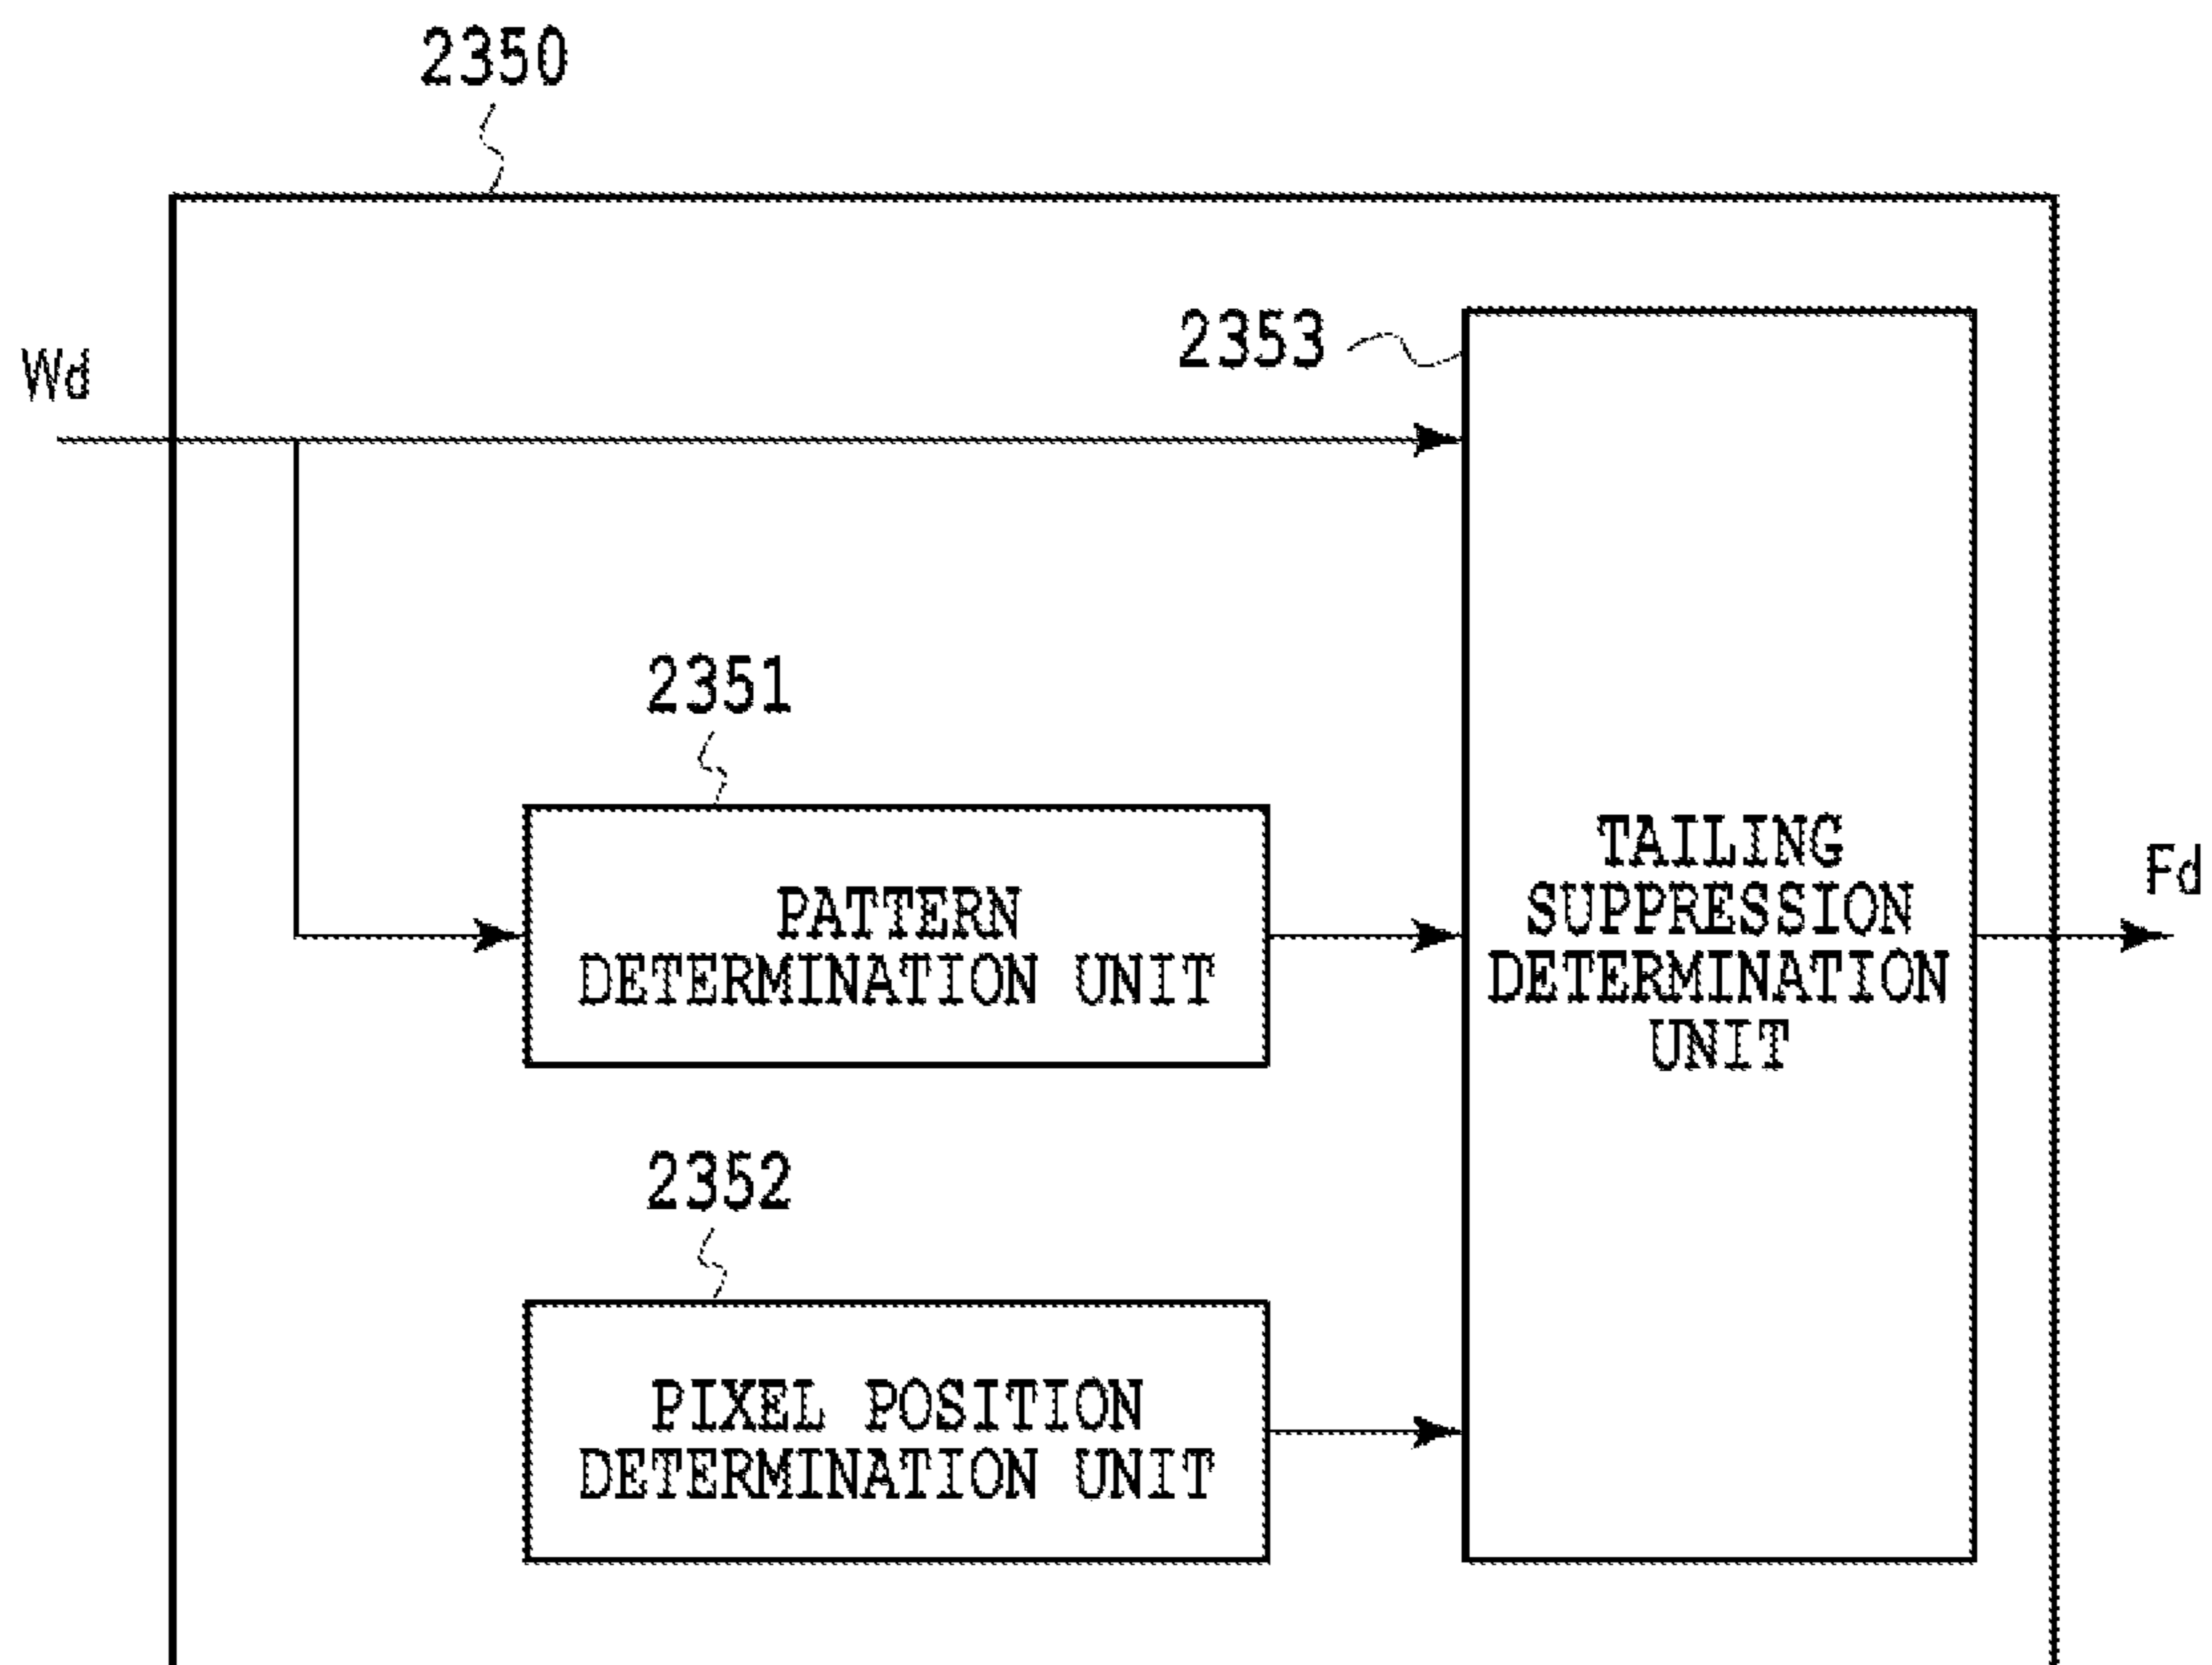 2350
2353
Wd
2351
PATTERN
DETERMINATION UNIT
TAILING
SUPPRESSION
DETERMINATION
UNIT
Fd
2352
PIXEL POSITION
DETERMINATION UNIT